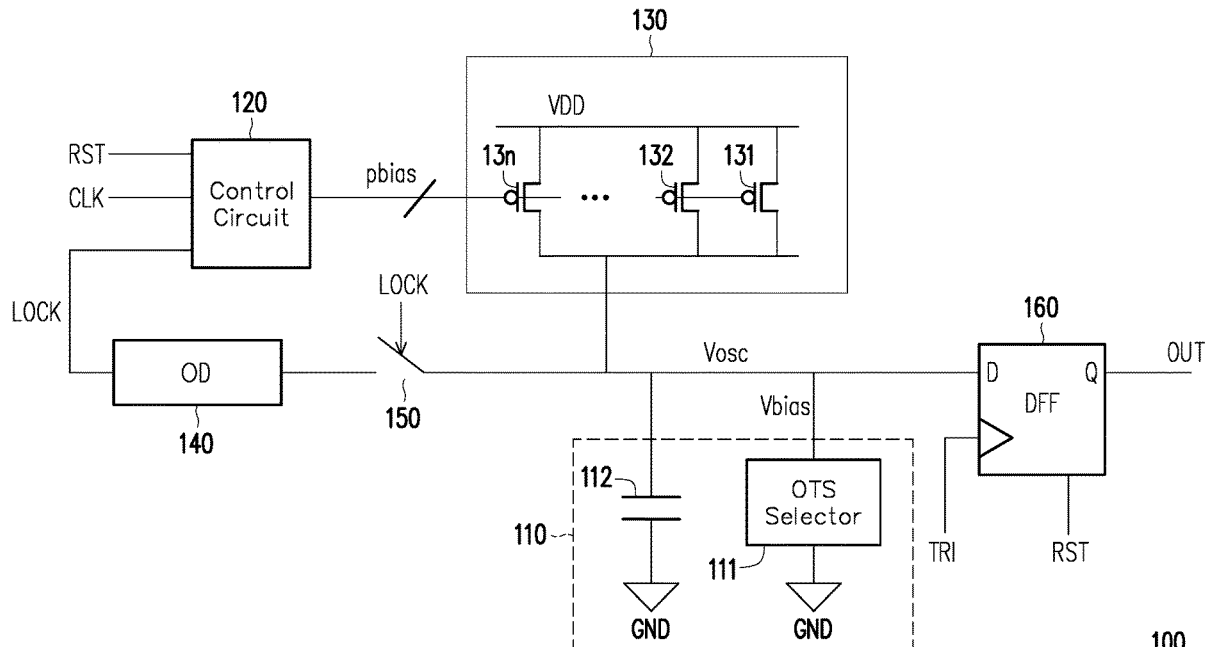 130
120
VDD
RST
CLK
Control
Circuit
pbias
13n
...
132
131
LOCK
LOCK
OD
140
150
Vosc
Vbias
160
D
Q
DFF
OUT
112
110
OTS
Selector
111
TRI
RST
GND
GND
100